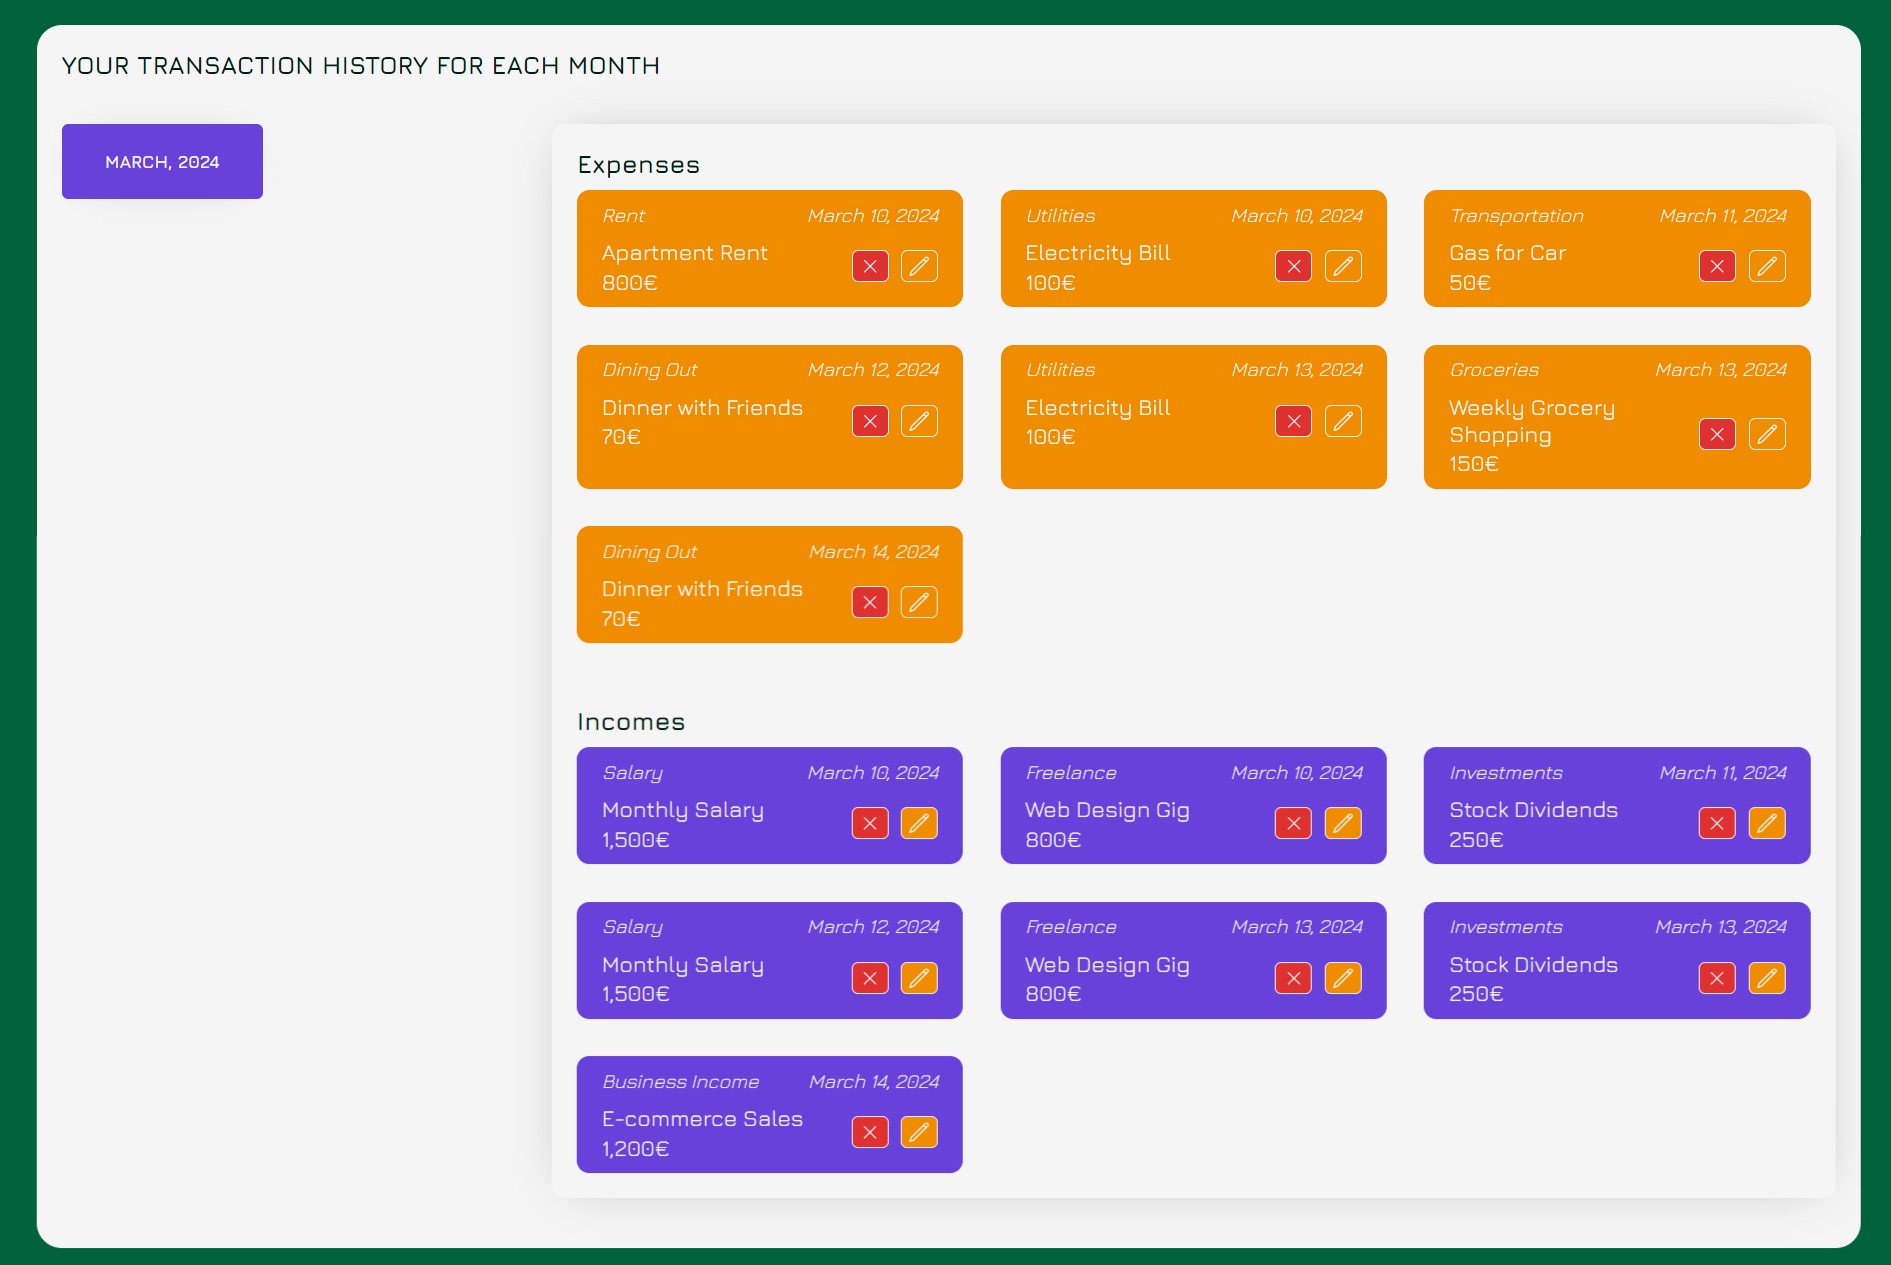 YOUR TRANSACTION HISTORY FOR EACH MONTH
MARCH, 2024
Expenses
Rent March 10, 2024
Apartment Rent
800€
Utilities March 10, 2024
Electricity Bill
100€
Transportation March 11, 2024
Gas for Car
50€
Dining Out March 12, 2024
Dinner with Friends
70€
Utilities March 13, 2024
Electricity Bill
100€
Groceries March 13, 2024
Weekly Grocery
Shopping
150€
Dining Out March 14, 2024
Dinner with Friends
70€
Incomes
Salary March 10, 2024
Monthly Salary
1,500€
Freelance March 10, 2024
Web Design Gig
800€
Investments March 11, 2024
Stock Dividends
250€
Salary March 12, 2024
Monthly Salary
1,500€
Freelance March 13, 2024
Web Design Gig
800€
Investments March 13, 2024
Stock Dividends
250€
Business Income March 14, 2024
E-commerce Sales
1,200€